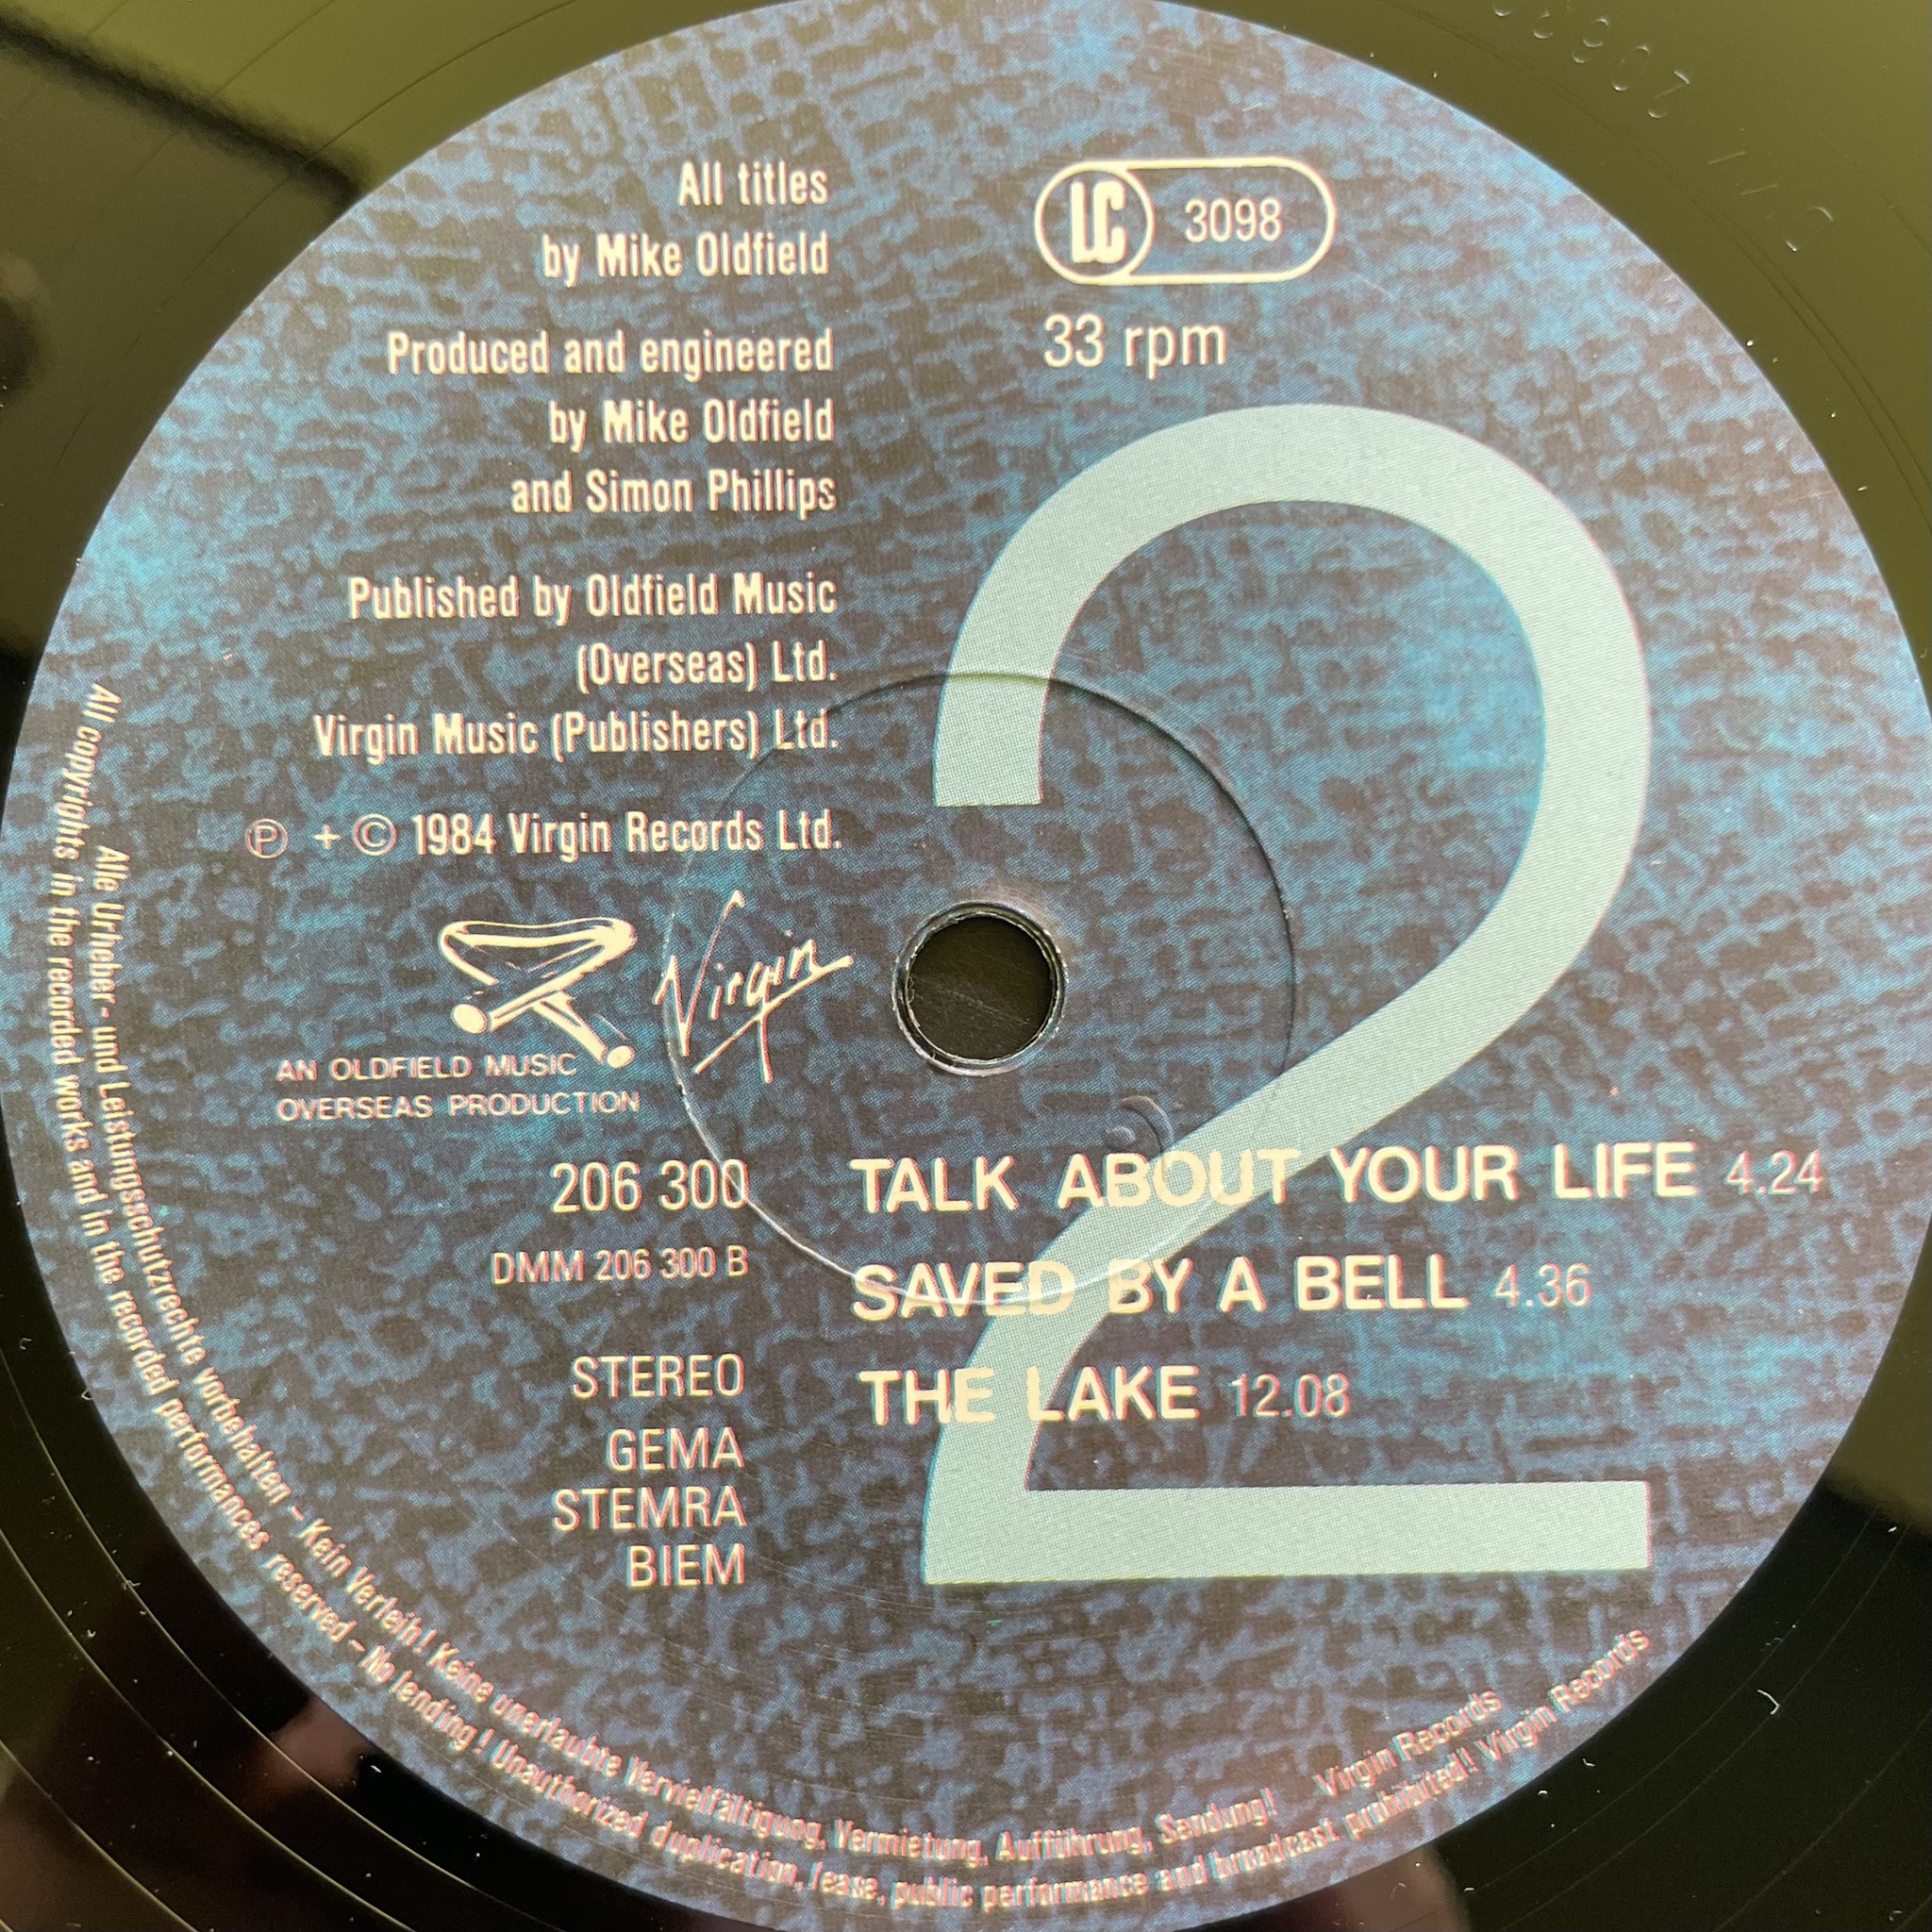 All titles
by Mike Oldfield
Produced and engineered
by Mike Oldfield
and Simon Phillips
Published by Oldfield Music
(Overseas) Ltd.
Virgin Music (Publishers) Ltd.
℗ + © 1984 Virgin Records Ltd.
LC 3098
33 rpm
2
Virgin
AN OLDFIELD MUSIC
OVERSEAS PRODUCTION
206 300
DMM 206 300 B
STEREO
GEMA
STEMRA
BIEM
TALK ABOUT YOUR LIFE 4.24
SAVED BY A BELL 4.36
THE LAKE 12.08
Alle Urheber- und Leistungsschutzrechte vorbehalten – Kein Verleih! Keine unerlaubte Vervielfältigung, Vermietung, Aufführung, Sendung! Virgin Records
All copyrights in the recorded works and in the recorded performances reserved – No lending! Unauthorized duplication, lease, public performance and broadcast prohibited! Virgin Records